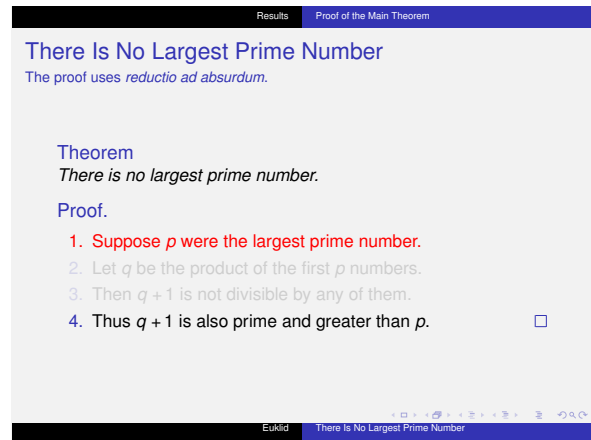 Results Proof of the Main Theorem
There Is No Largest Prime Number
The proof uses reductio ad absurdum.
Theorem
There is no largest prime number.
Proof.
1. Suppose p were the largest prime number.
2. Let q be the product of the first p numbers.
3. Then q + 1 is not divisible by any of them.
4. Thus q + 1 is also prime and greater than p.
Euklid There Is No Largest Prime Number